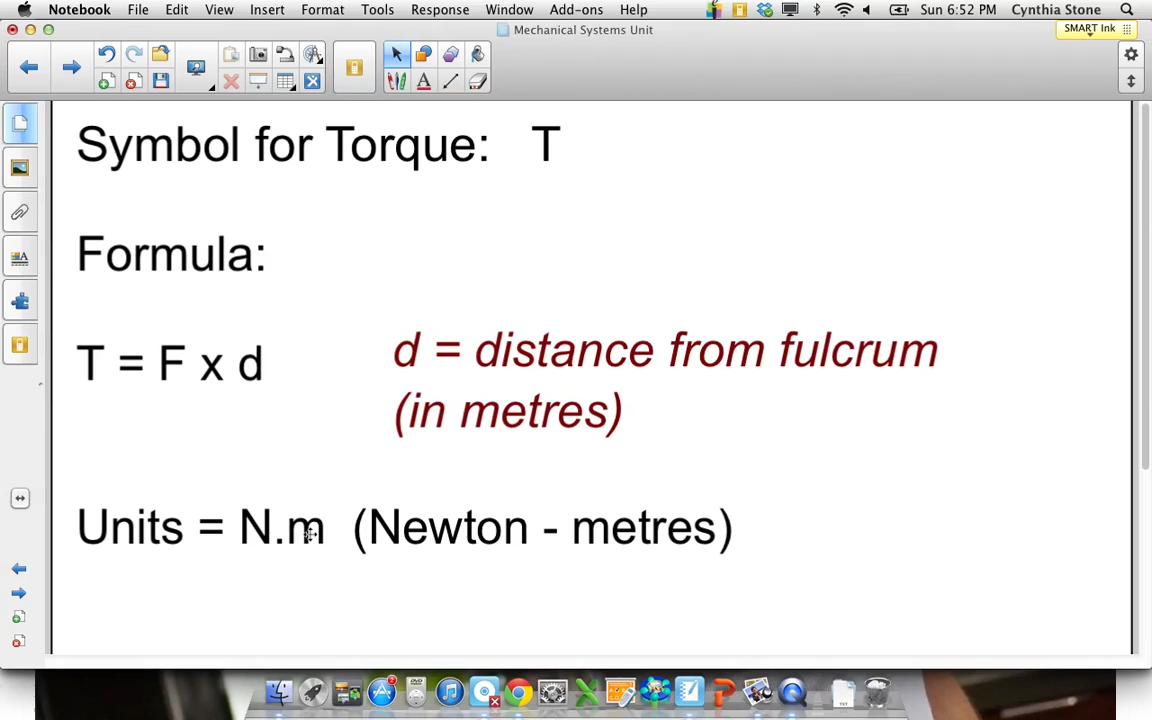 Notebook File Edit View Insert Format Tools Response Window Add-ons Help Sun 6:52 PM Cynthia Stone
Mechanical Systems Unit
SMART Ink
Symbol for Torque: T
Formula:
T = F x d
d = distance from fulcrum
(in metres)
Units = N.m (Newton - metres)